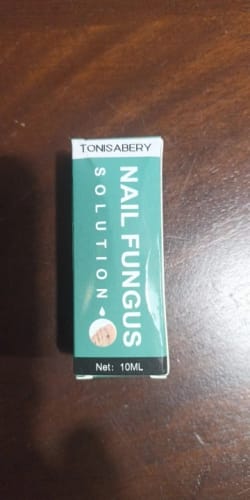 TONISABERY
NAIL FUNGUS
SOLUTION
Net: 10ML